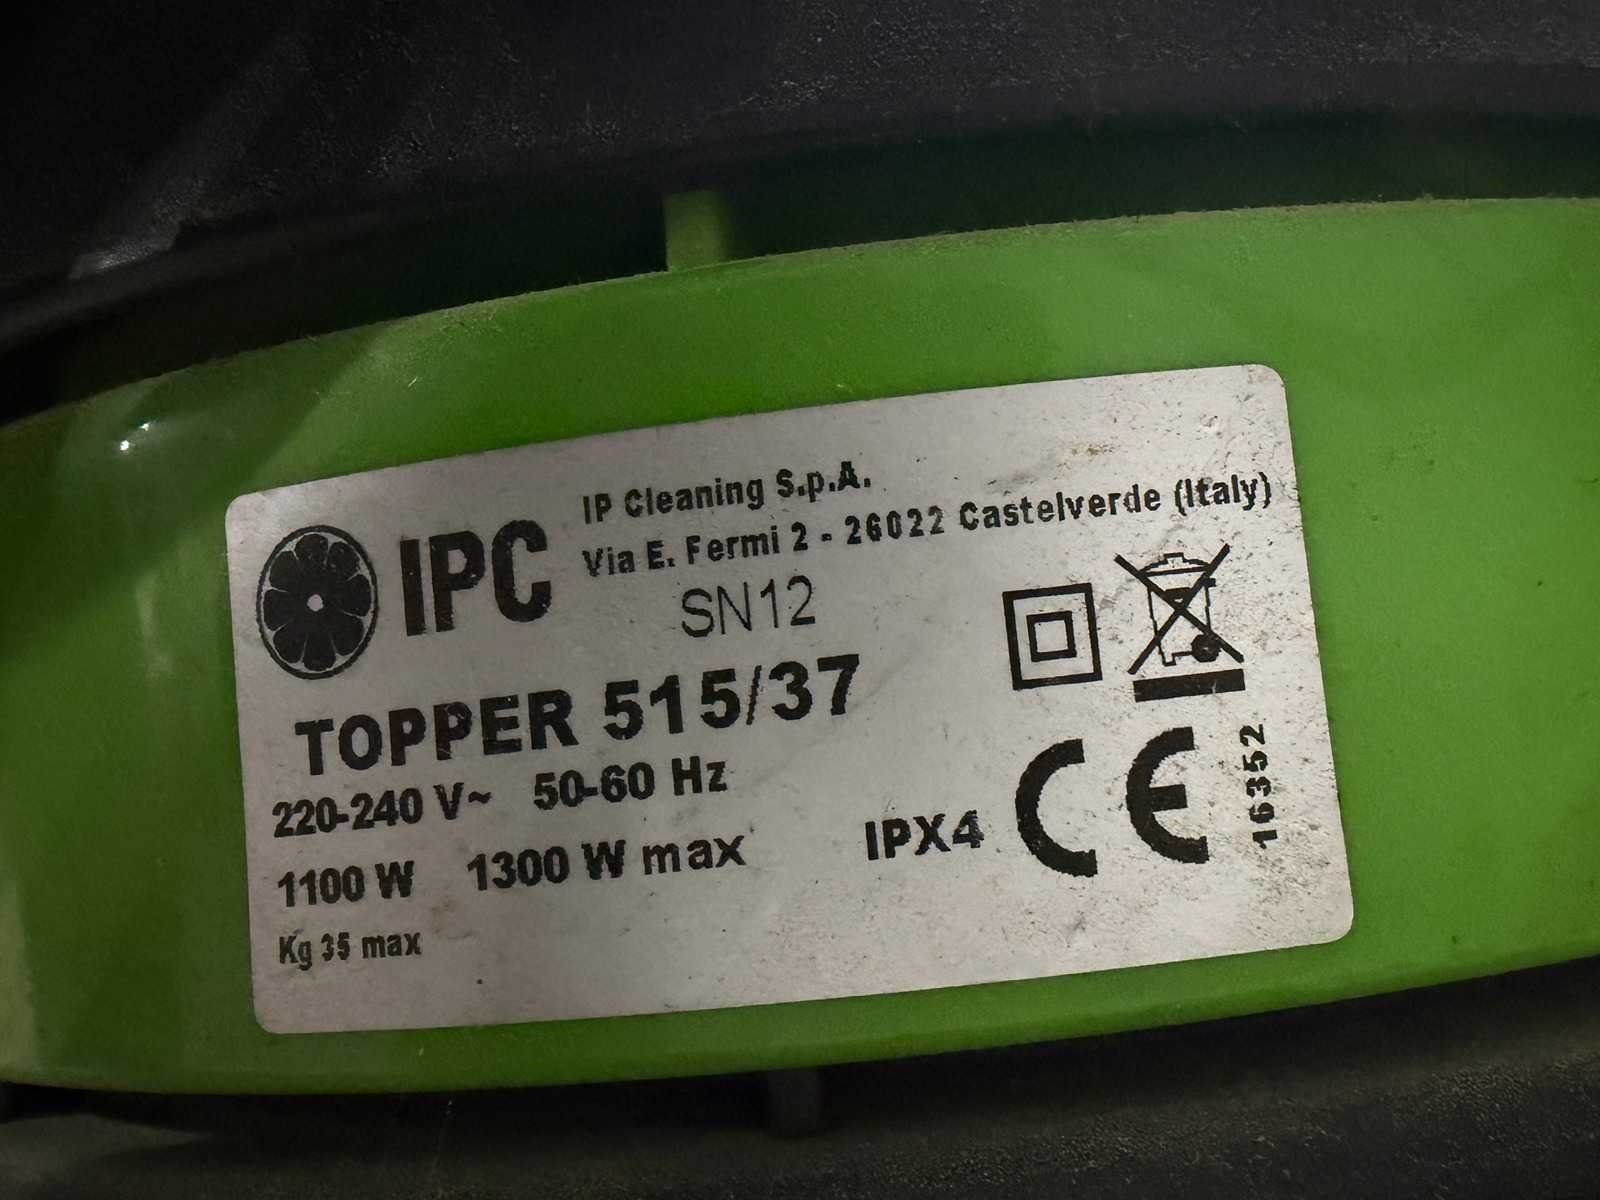 IPC
IP Cleaning S.p.A.
Via E. Fermi 2 - 26022 Castelverde (Italy)
SN12
TOPPER 515/37
220-240 V~ 50-60 Hz
1100 W 1300 W max
IPX4
CE
16352
Kg 35 max